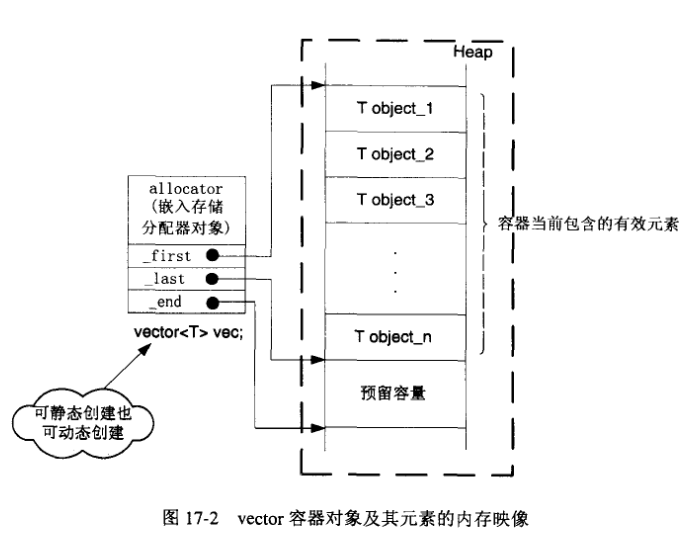 Heap
T object_1
T object_2
T object_3
.
.
.
T object_n
预留容量
容器当前包含的有效元素
allocator
(嵌入存储
分配器对象)
_first
_last
_end
vector<T> vec;
可静态创建也
可动态创建
图 17-2 vector 容器对象及其元素的内存映像